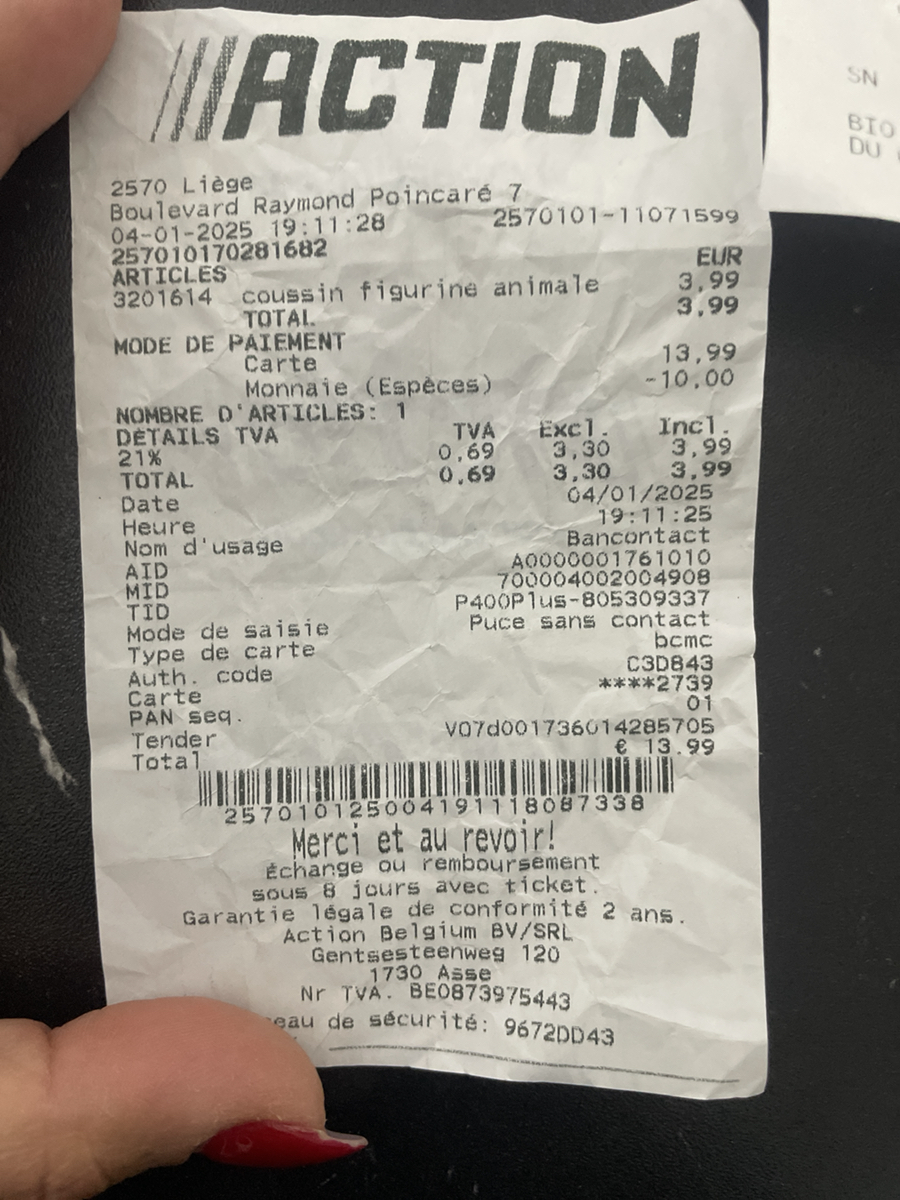 ACTION
2570 Liège
Boulevard Raymond Poincaré 7
04-01-2025 19:11:28 2570101-11071599
257010170281682
ARTICLES EUR
3201614 coussin figurine animale 3,99
TOTAL 3,99
MODE DE PAIEMENT
Carte 13,99
Monnaie (Espèces) -10,00
NOMBRE D'ARTICLES: 1
DÉTAILS TVA TVA Excl. Incl.
21% 0,69 3,30 3,99
TOTAL 0,69 3,30 3,99
Date 04/01/2025
Heure 19:11:25
Nom d'usage Bancontact
AID A0000001761010
MID 700004002004908
TID P400Plus-805309337
Mode de saisie Puce sans contact
Type de carte bcmc
Auth. code C3D843
Carte ****2739
PAN seq. 01
Tender V07d001736014285705
Total € 13.99
257010125004191118087338
Merci et au revoir!
Échange ou remboursement
sous 8 jours avec ticket.
Garantie légale de conformité 2 ans.
Action Belgium BV/SRL
Gentsesteenweg 120
1730 Asse
Nr TVA. BE0873975443
eau de sécurité: 9672DD43
SN
BIO
DU